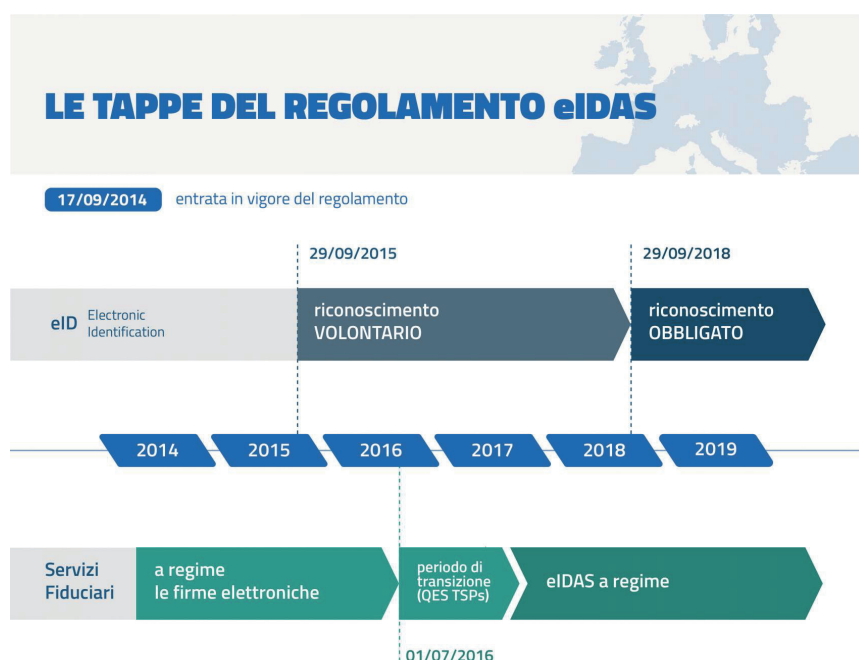 LE TAPPE DEL REGOLAMENTO eIDAS
17/09/2014 entrata in vigore del regolamento
29/09/2015
29/09/2018
eID Electronic
Identification
riconoscimento
VOLONTARIO
riconoscimento
OBBLIGATO
2014 2015 2016 2017 2018 2019
Servizi
Fiduciari
a regime
le firme elettroniche
periodo di
transizione
(QES TSPs)
eIDAS a regime
01/07/2016